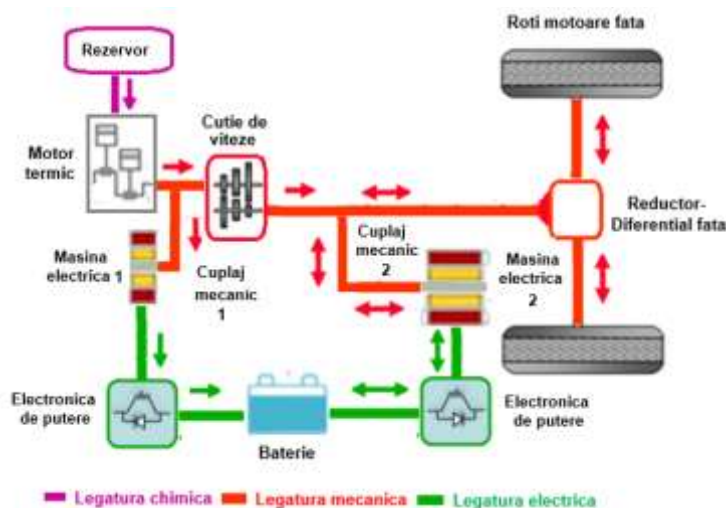 Roti motoare fata
Rezervor
Cutie de
viteze
Motor
termic
Reductor-
Diferential fata
Masina
electrica 1
Cuplaj
mecanic
1
Cuplaj
mecanic
2
Masina
electrica
2
Electronica
de putere
Baterie
Electronica
de putere
Legatura chimica Legatura mecanica Legatura electrica